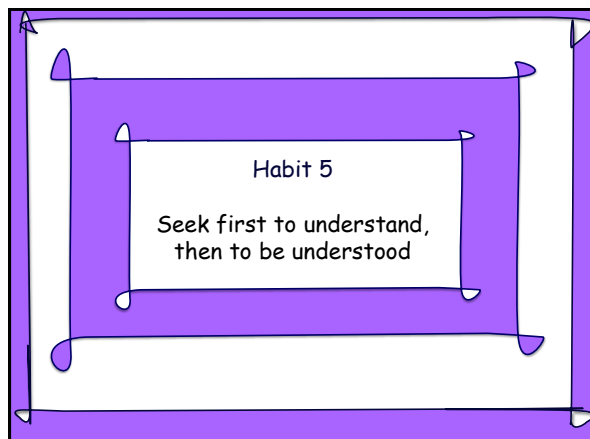 Habit 5
Seek first to understand,
then to be understood